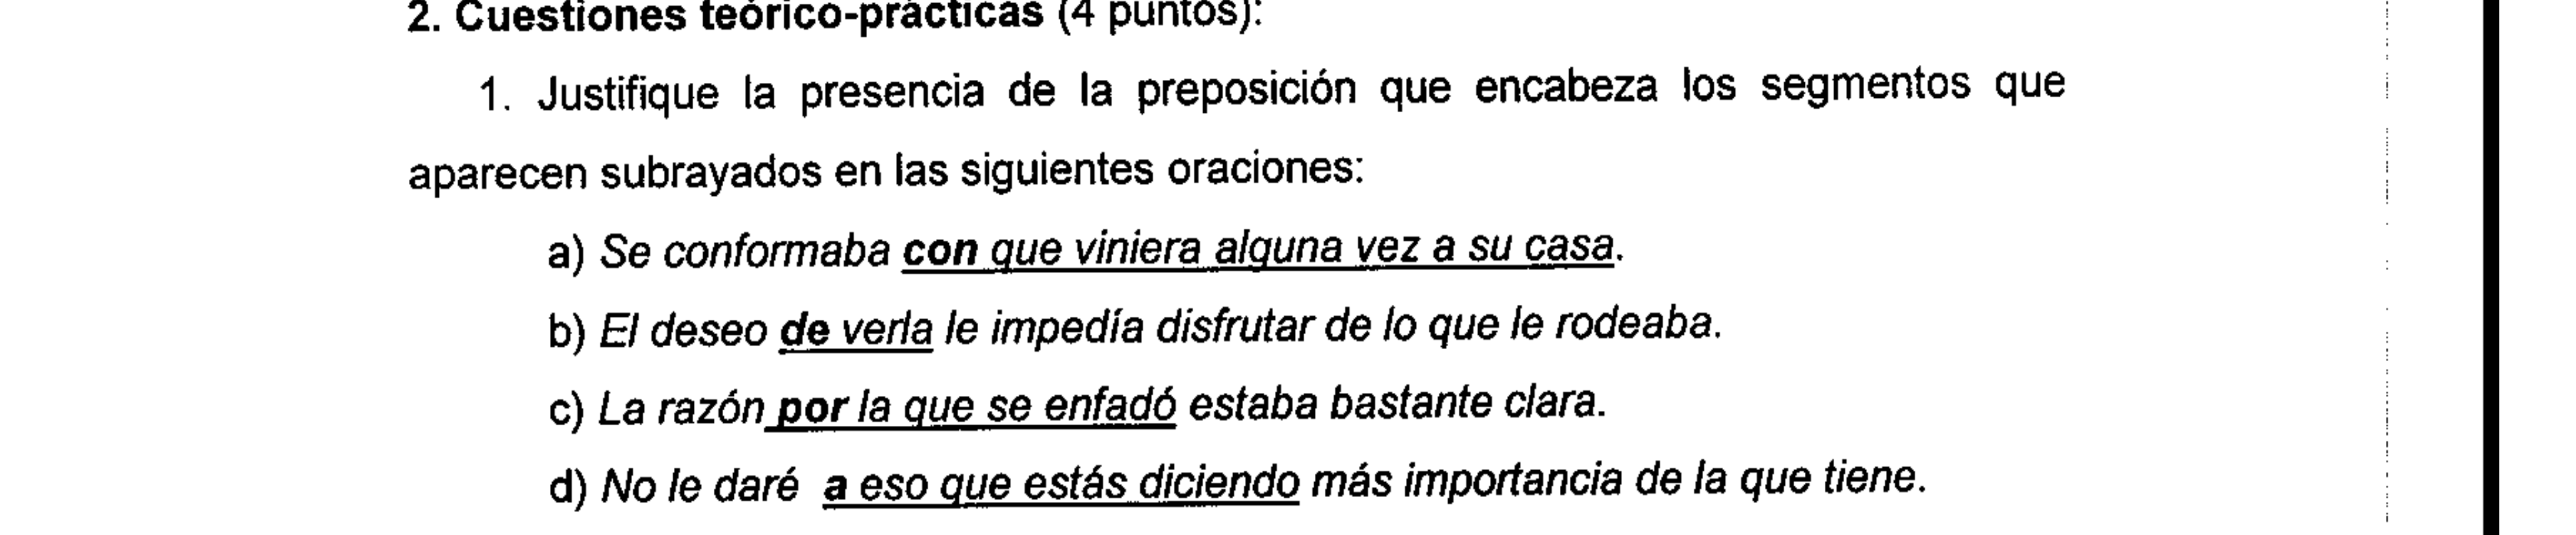 2. Cuestiones teórico-prácticas (4 puntos):
1. Justifique la presencia de la preposición que encabeza los segmentos que
aparecen subrayados en las siguientes oraciones:
a) Se conformaba con que viniera alguna vez a su casa.
b) El deseo de verla le impedía disfrutar de lo que le rodeaba.
c) La razón por la que se enfadó estaba bastante clara.
d) No le daré a eso que estás diciendo más importancia de la que tiene.